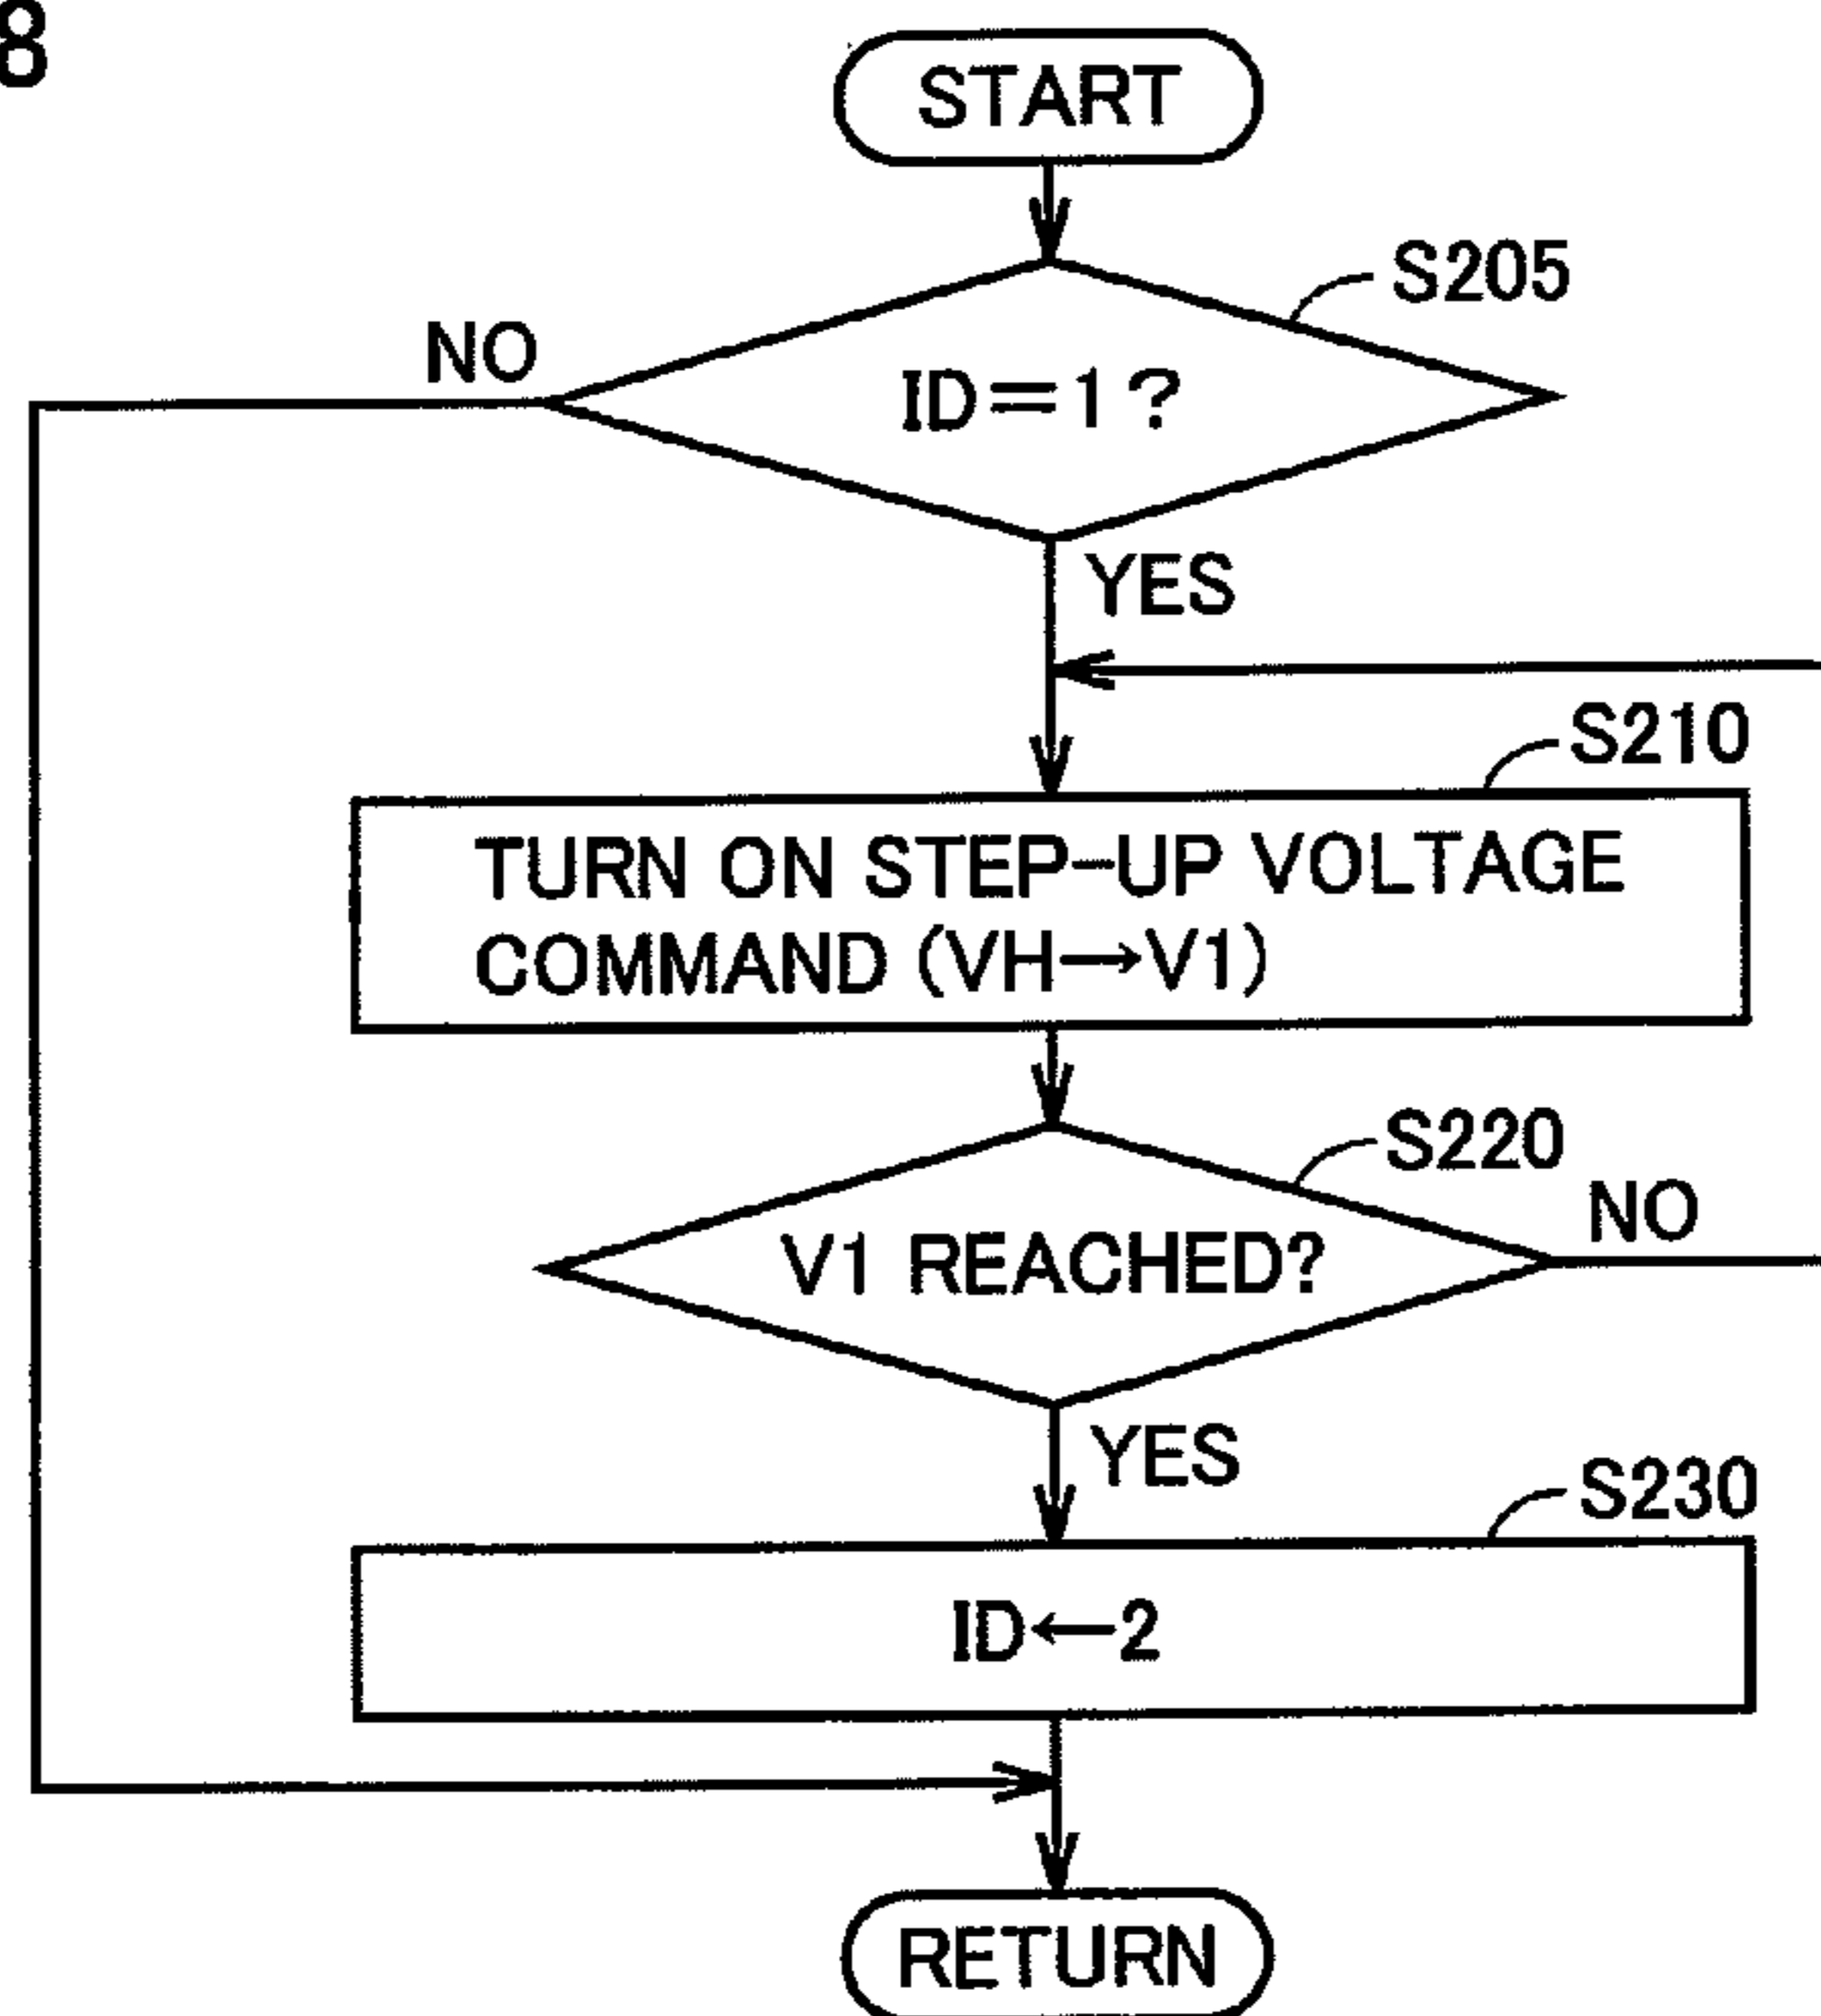 8
START
S205
NO
ID=1?
YES
S210
TURN ON STEP-UP VOLTAGE
COMMAND (VH→V1)
S220
NO
V1 REACHED?
YES
S230
ID←2
RETURN